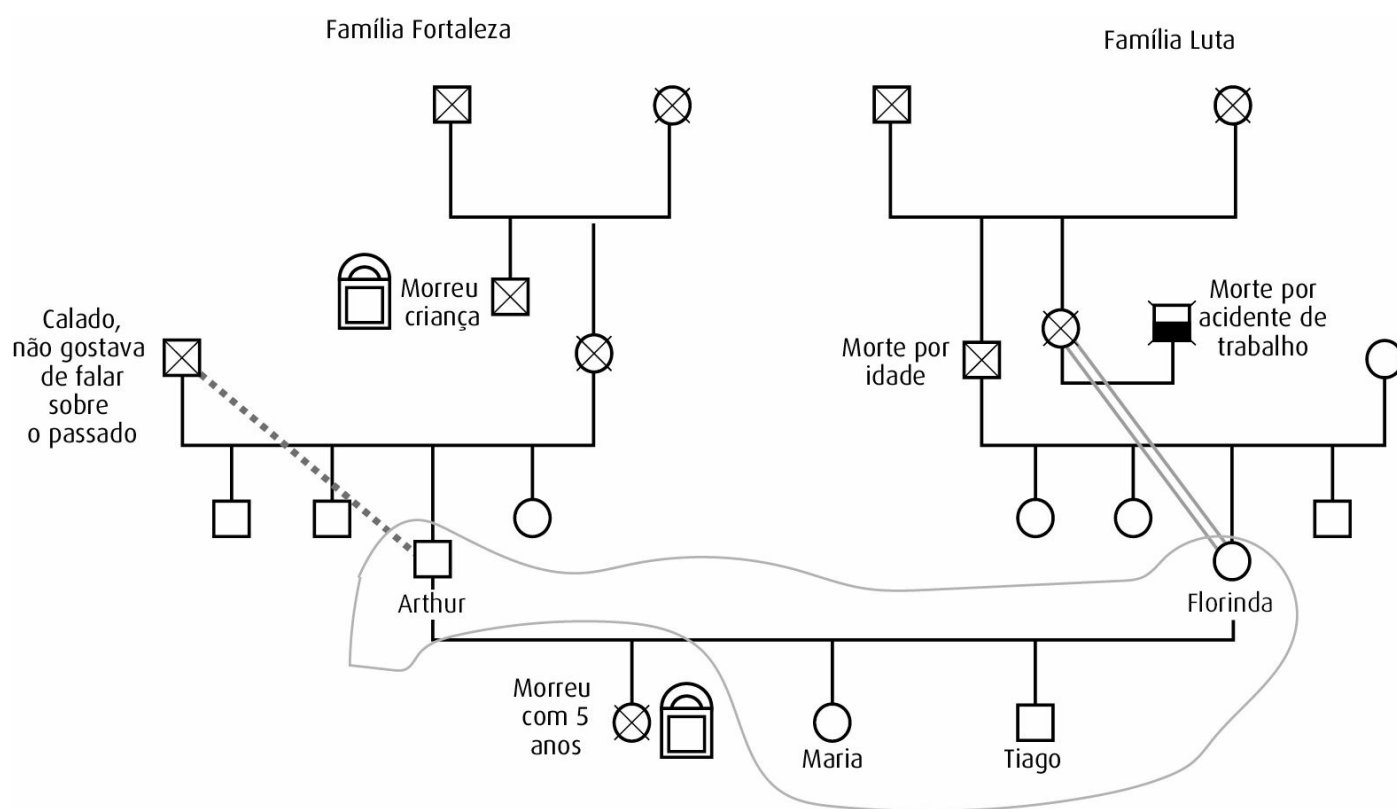 Família Fortaleza
Família Luta
Morreu
criança
Calado,
não gostava
de falar
sobre
o passado
Morte por
idade
Morte por
acidente de
trabalho
Arthur
Florinda
Morreu
com 5
anos
Maria
Tiago